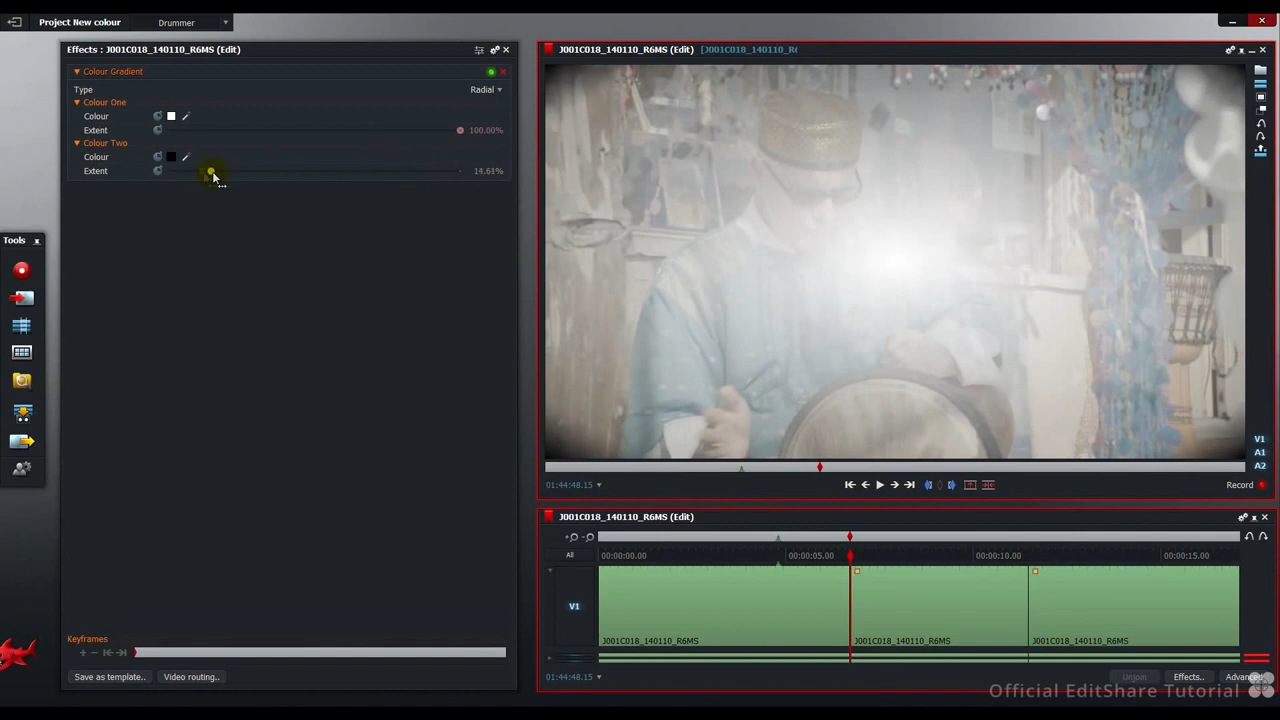 Project New colour
Drummer
Effects : J001C018_140110_R6MS (Edit)
Colour Gradient
Type
Radial
Colour One
Colour
Extent
100.00%
Colour Two
Colour
Extent
14.61%
Tools
Keyframes
Save as template..
Video routing..
J001C018_140110_R6MS (Edit) [J001C018_140110_R6
V1
A1
A2
01:44:48.15
Record
J001C018_140110_R6MS (Edit)
All
00:00:00.00
00:00:05.00
00:00:10.00
00:00:15.00
V1
J001C018_140110_R6MS
J001C018_140110_R6MS
J001C018_140110_R6MS
01:44:48.15
Unjoin
Effects..
Advanced
Official EditShare Tutorial